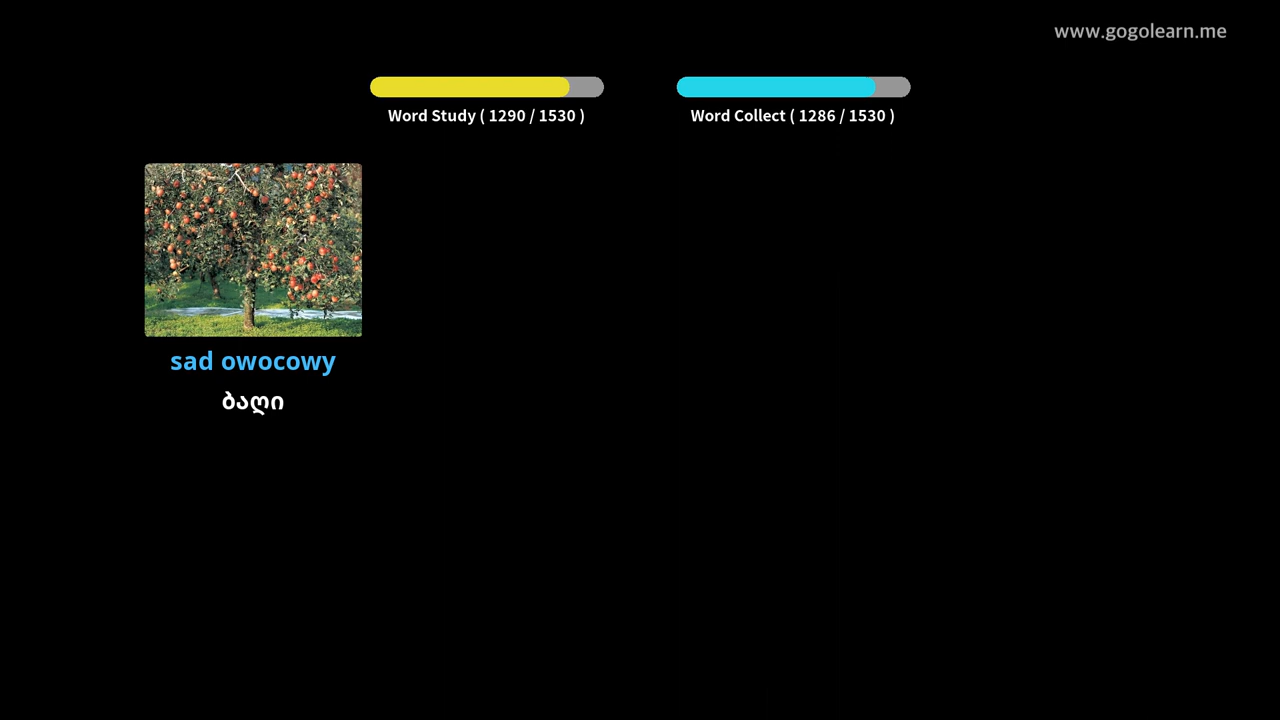 www.gogolearn.me
Word Study ( 1290 / 1530 )
Word Collect ( 1286 / 1530 )
sad owocowy
ბაღი